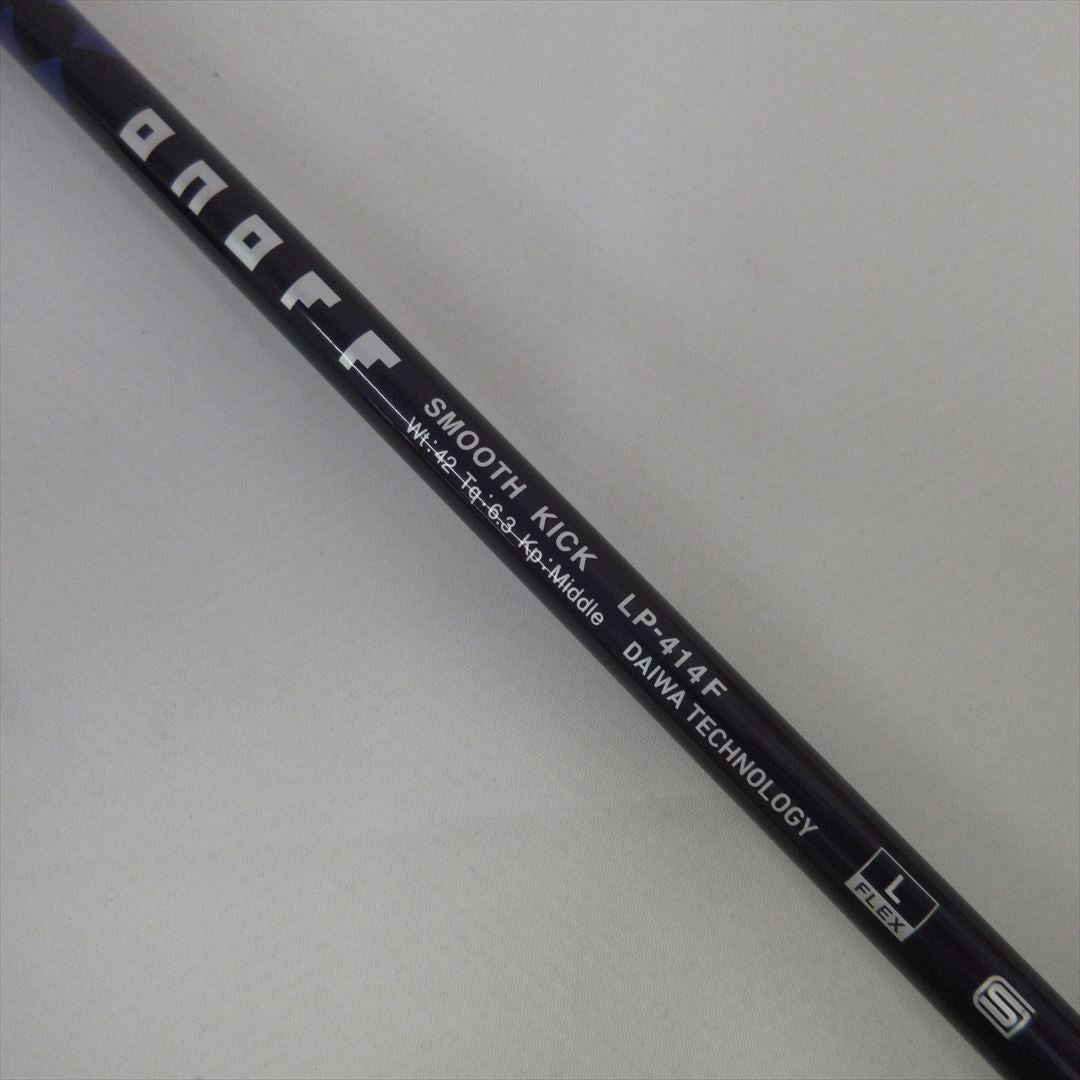 onoff
SMOOTH KICK LP-414F
Wt:42 Tq:6.3 Kp:Middle DAIWA TECHNOLOGY
L
FLEX
S